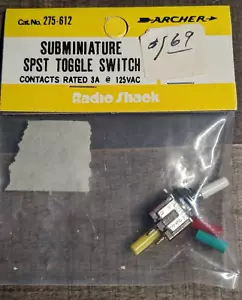 Cat. No. 275-612
ARCHER
SUBMINIATURE
SPST TOGGLE SWITCH
CONTACTS RATED 3A @ 125VAC
$1.69
Radio Shack